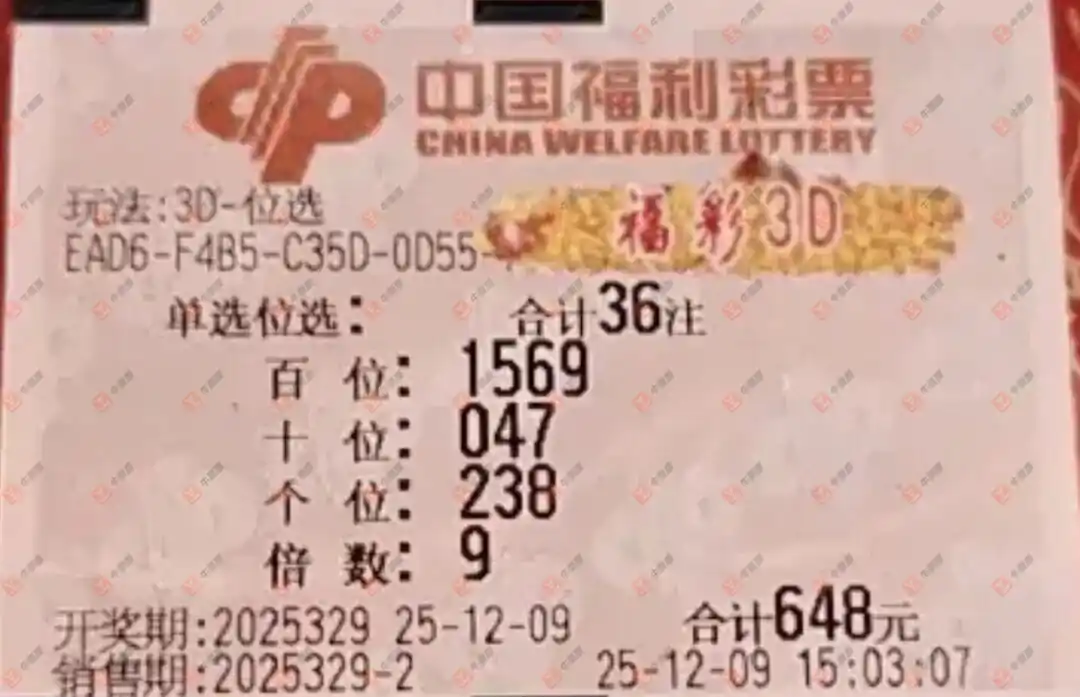 中国福利彩票
CHINA WELFARE LOTTERY
玩法:3D-位选
福彩3D
EAD6-F4B5-C35D-0D55-
单选位选: 合计36注
百 位: 1569
十 位: 047
个 位: 238
倍 数: 9
开奖期:2025329 25-12-09 合计648元
销售期:2025329-2 25-12-09 15:03:07